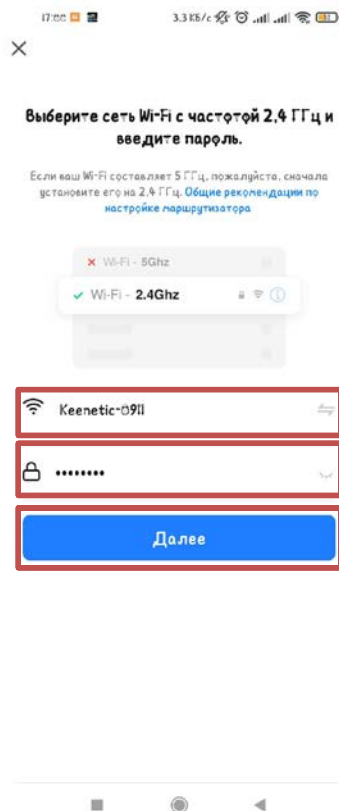 3.3 КБ/с
Выберите сеть Wi-Fi с частотой 2,4 ГГц и
введите пароль.
Если ваш Wi-Fi составляет 5 ГГц, пожалуйста, сначала
установите его на 2,4 ГГц. Общие рекомендации по
настройке маршрутизатора
Wi-Fi - 5Ghz
Wi-Fi - 2.4Ghz
Keenetic-0911
••••••••
Далее